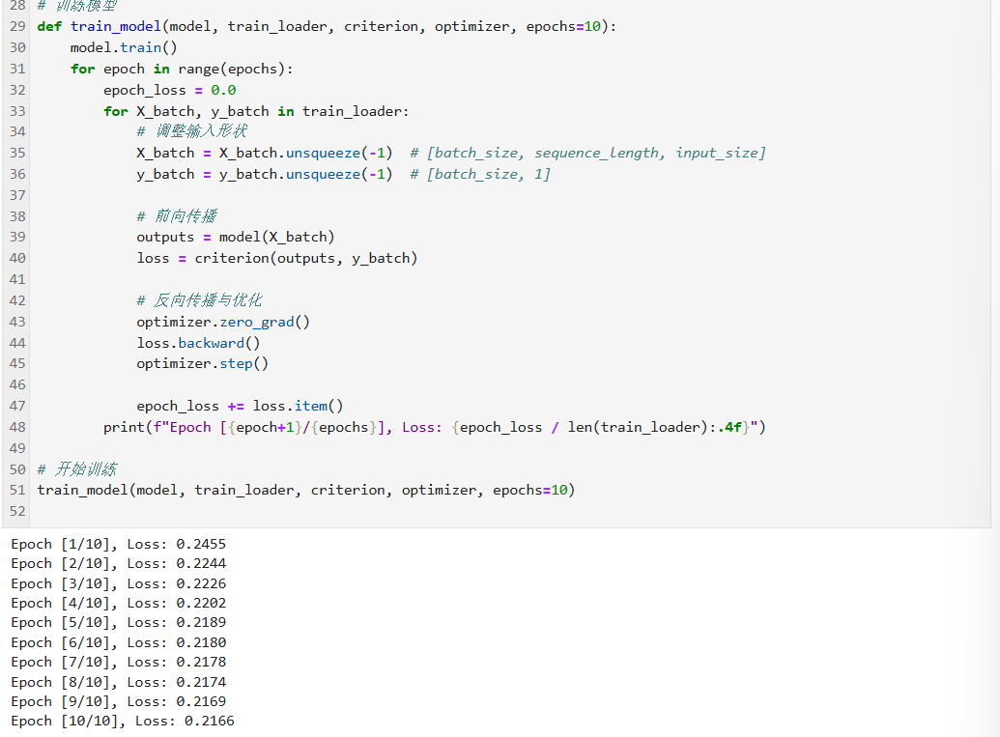 28 # 训练模型
29 def train_model(model, train_loader, criterion, optimizer, epochs=10):
30     model.train()
31     for epoch in range(epochs):
32         epoch_loss = 0.0
33         for X_batch, y_batch in train_loader:
34             # 调整输入形状
35             X_batch = X_batch.unsqueeze(-1)  # [batch_size, sequence_length, input_size]
36             y_batch = y_batch.unsqueeze(-1)  # [batch_size, 1]
37
38             # 前向传播
39             outputs = model(X_batch)
40             loss = criterion(outputs, y_batch)
41
42             # 反向传播与优化
43             optimizer.zero_grad()
44             loss.backward()
45             optimizer.step()
46
47             epoch_loss += loss.item()
48         print(f"Epoch [{epoch+1}/{epochs}], Loss: {epoch_loss / len(train_loader):.4f}")
49
50 # 开始训练
51 train_model(model, train_loader, criterion, optimizer, epochs=10)
52
Epoch [1/10], Loss: 0.2455
Epoch [2/10], Loss: 0.2244
Epoch [3/10], Loss: 0.2226
Epoch [4/10], Loss: 0.2202
Epoch [5/10], Loss: 0.2189
Epoch [6/10], Loss: 0.2180
Epoch [7/10], Loss: 0.2178
Epoch [8/10], Loss: 0.2174
Epoch [9/10], Loss: 0.2169
Epoch [10/10], Loss: 0.2166